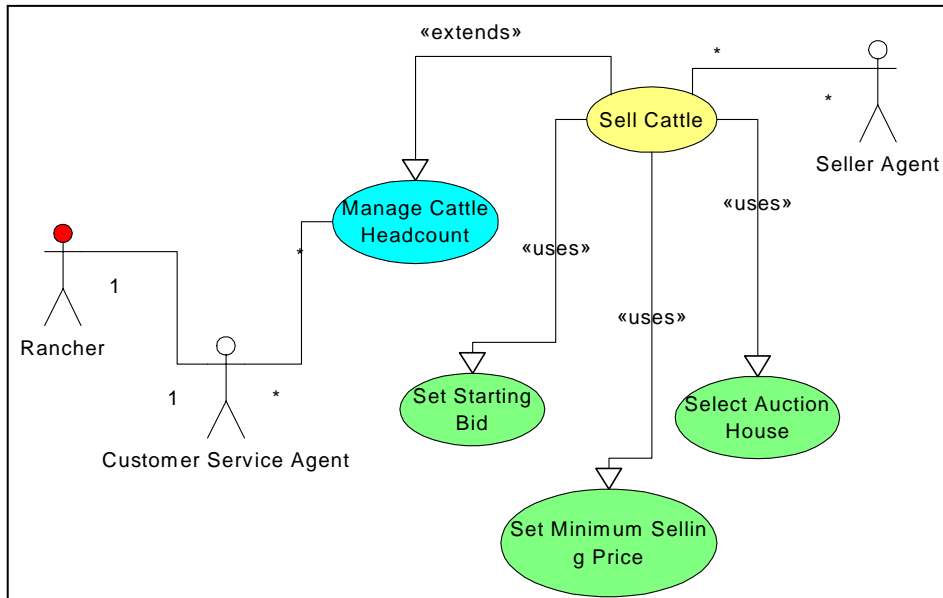 «extends»
*
*
Sell Cattle
Seller Agent
Manage Cattle
Headcount
«uses»
«uses»
*
1
Rancher
«uses»
1
*
Customer Service Agent
Set Starting
Bid
Select Auction
House
Set Minimum Sellin
g Price